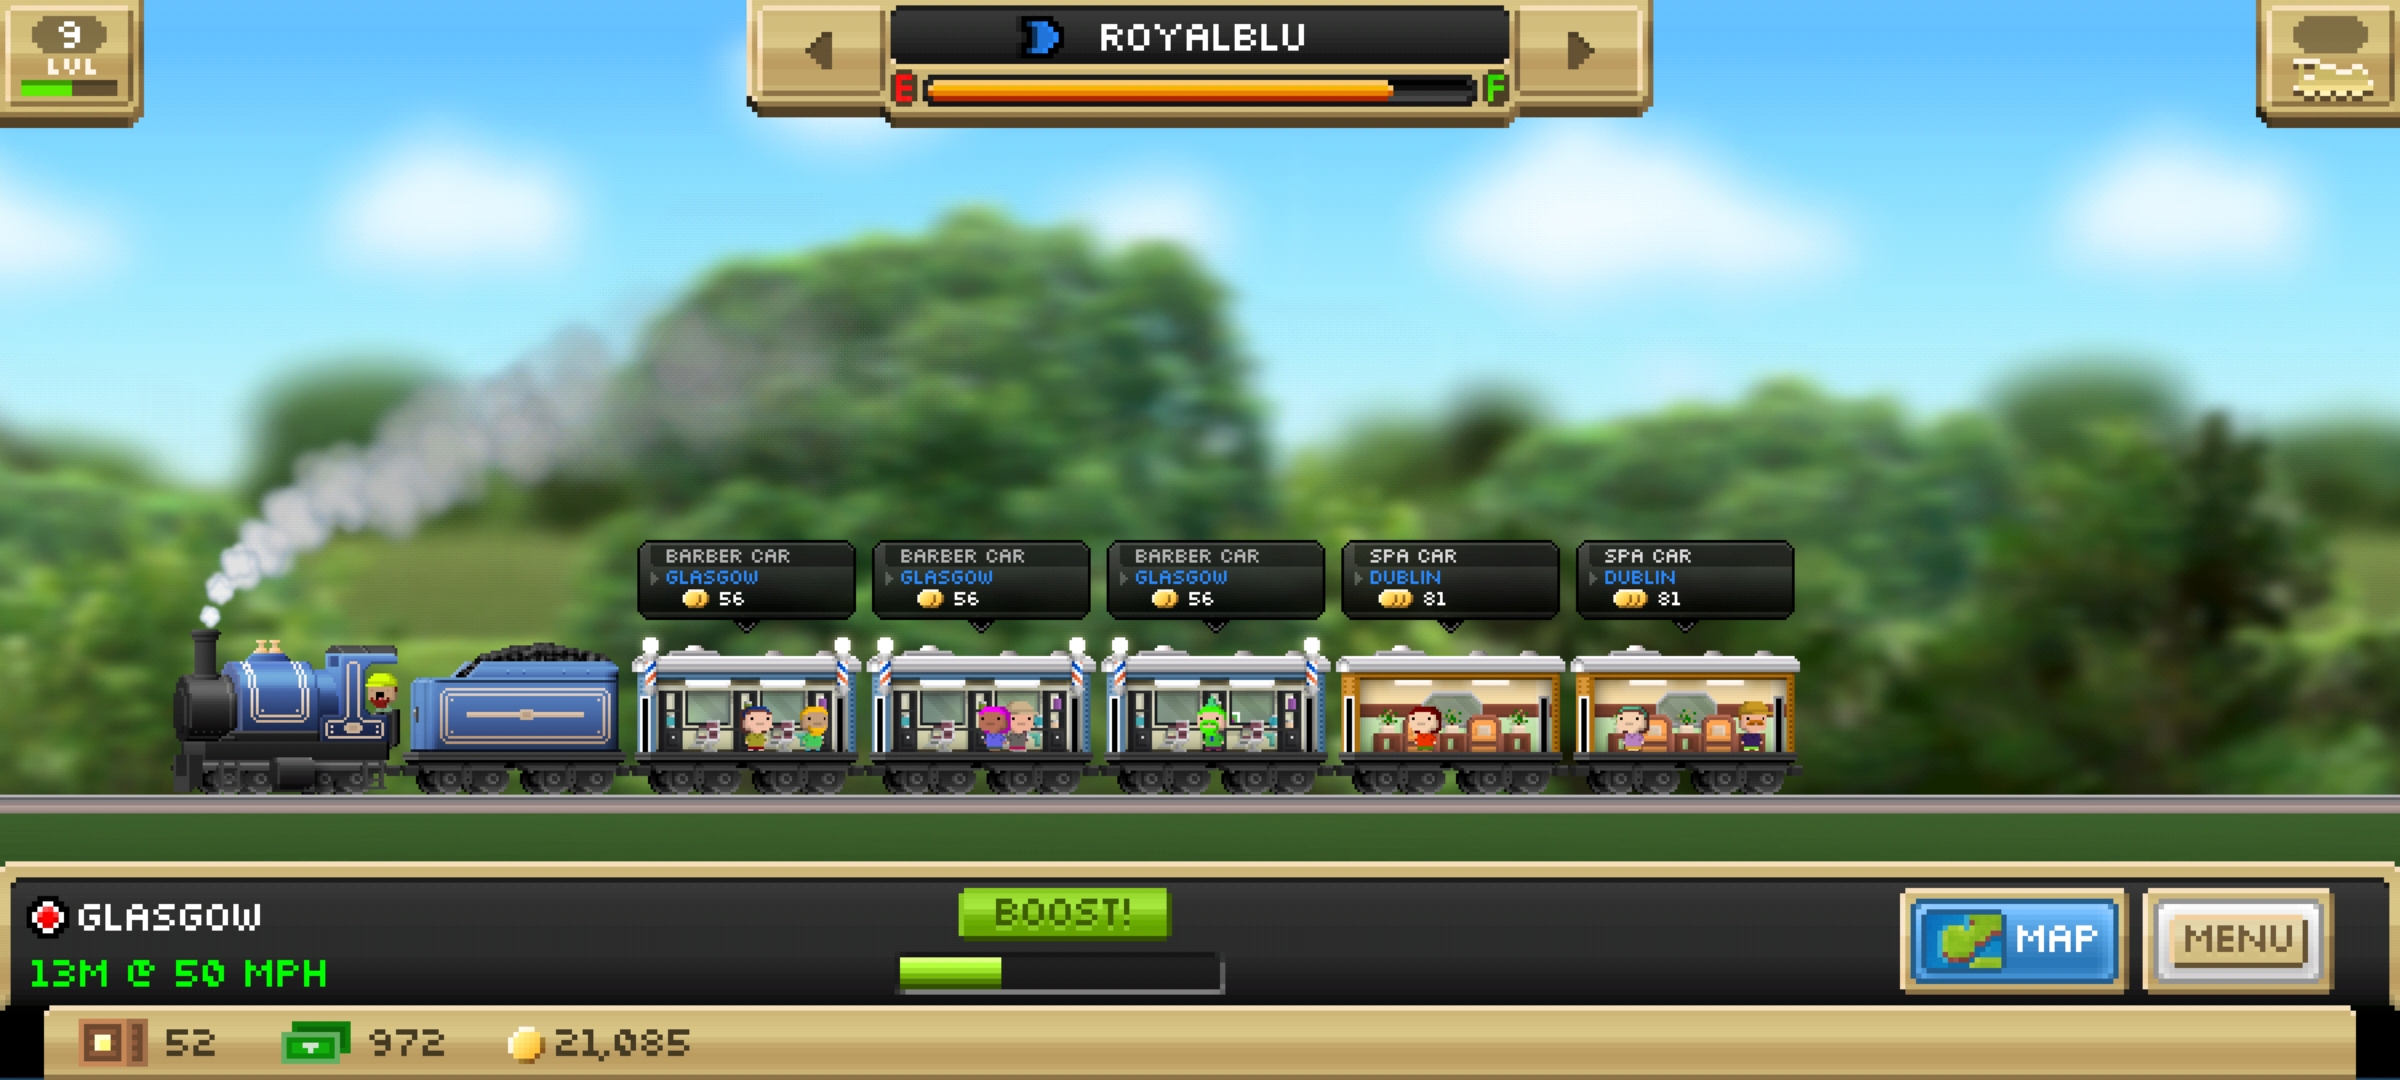 9
LVL
ROYALBLU
E F
BARBER CAR
GLASGOW
56
BARBER CAR
GLASGOW
56
BARBER CAR
GLASGOW
56
SPA CAR
DUBLIN
81
SPA CAR
DUBLIN
81
GLASGOW
13M @ 50 MPH
BOOST!
MAP
MENU
52
972
21,085